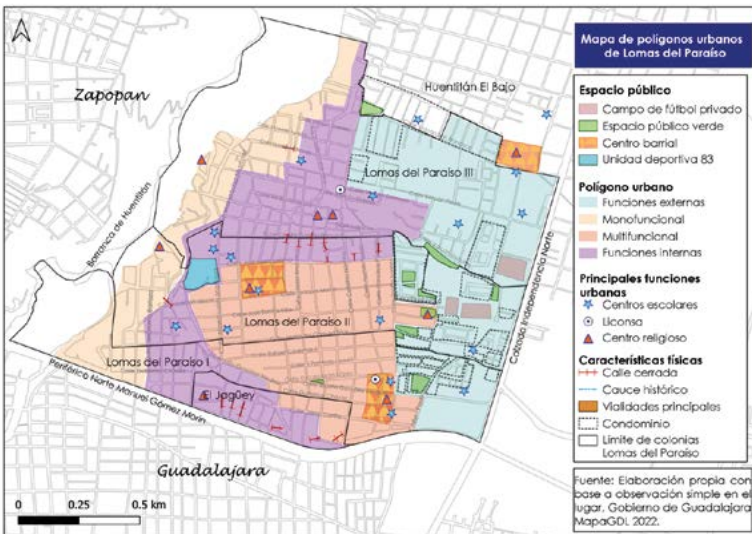 Mapa de polígonos urbanos
de Lomas del Paraíso
Zapopan
Huentitán El Bajo
Barranca de Huentitán
Lomas del Paraíso III
Lomas del Paraíso II
Lomas del Paraíso I
El Jagüey
Calzada Independencia Norte
Periférico Norte Manuel Gómez Morín
Guadalajara
0 0.25 0.5 km
Espacio público
Campo de fútbol privado
Espacio público verde
Centro barrial
Unidad deportiva 83
Polígono urbano
Funciones externas
Monofuncional
Multifuncional
Funciones internas
Principales funciones
urbanas
Centros escolares
Liconsa
Centro religioso
Características físicas
Calle cerrada
Cauce histórico
Vialidades principales
Condominio
Límite de colonias
Lomas del Paraíso
Fuente: Elaboración propia con
base a observación simple en el
lugar, Gobierno de Guadalajara
MapaGDL 2022.